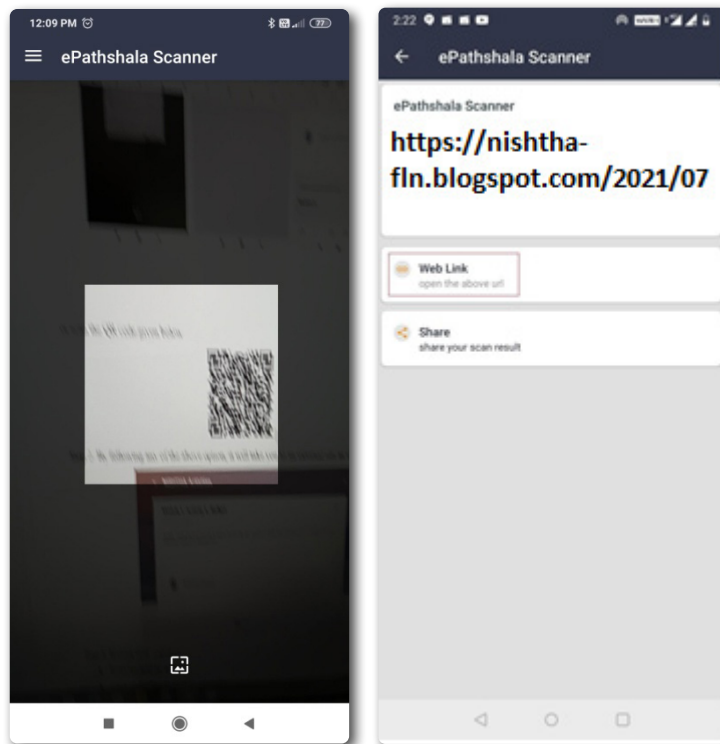 12:09 PM
77
ePathshala Scanner
2:22
ePathshala Scanner
ePathshala Scanner
https://nishtha-
fln.blogspot.com/2021/07
Web Link
open the above url
Share
share your scan result